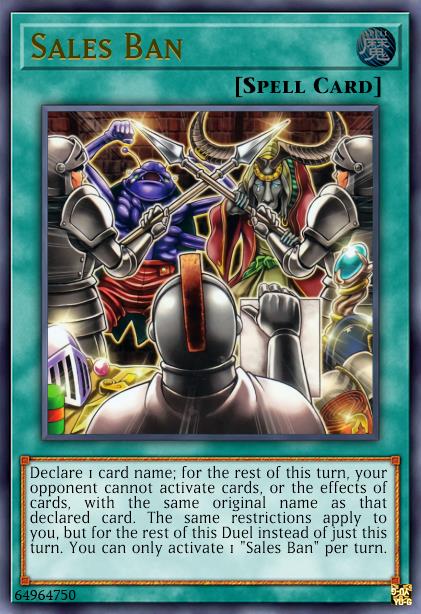 Sales Ban
魔
[Spell Card]
Declare 1 card name; for the rest of this turn, your
opponent cannot activate cards, or the effects of
cards, with the same original name as that
declared card. The same restrictions apply to
you, but for the rest of this Duel instead of just this
turn. You can only activate 1 "Sales Ban" per turn.
64964750